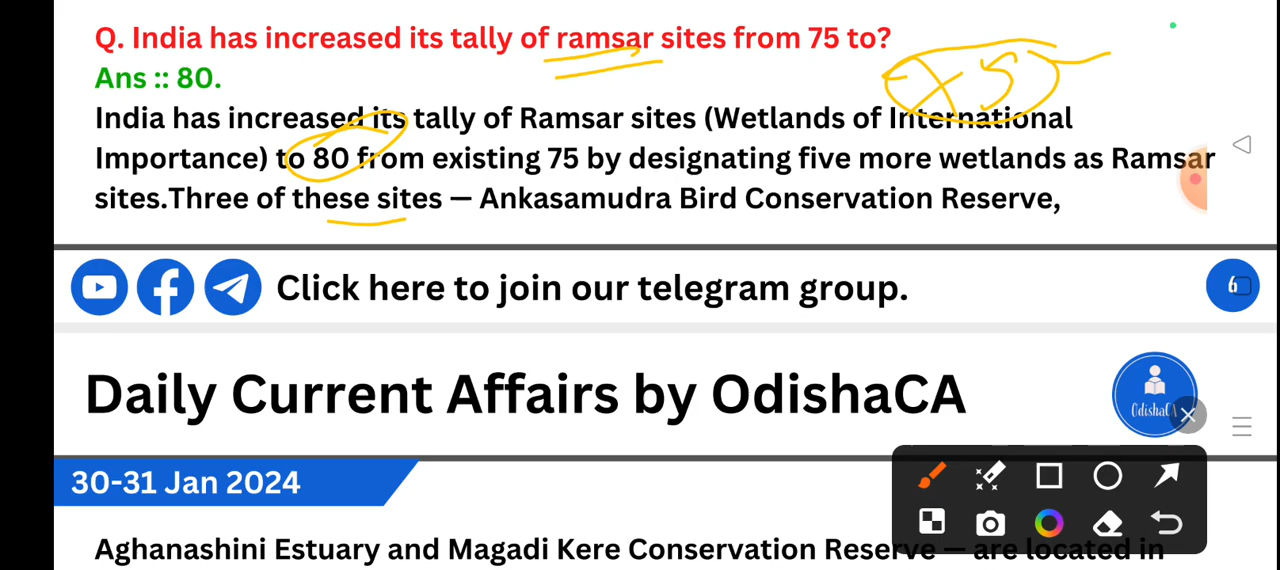 Q. India has increased its tally of ramsar sites from 75 to?
+5
Ans :: 80.
India has increased its tally of Ramsar sites (Wetlands of International
Importance) to 80 from existing 75 by designating five more wetlands as Ramsar
sites.Three of these sites — Ankasamudra Bird Conservation Reserve,
Click here to join our telegram group.
6
Daily Current Affairs by OdishaCA
OdishaCA
30-31 Jan 2024
Aghanashini Estuary and Magadi Kere Conservation Reserve — are located in